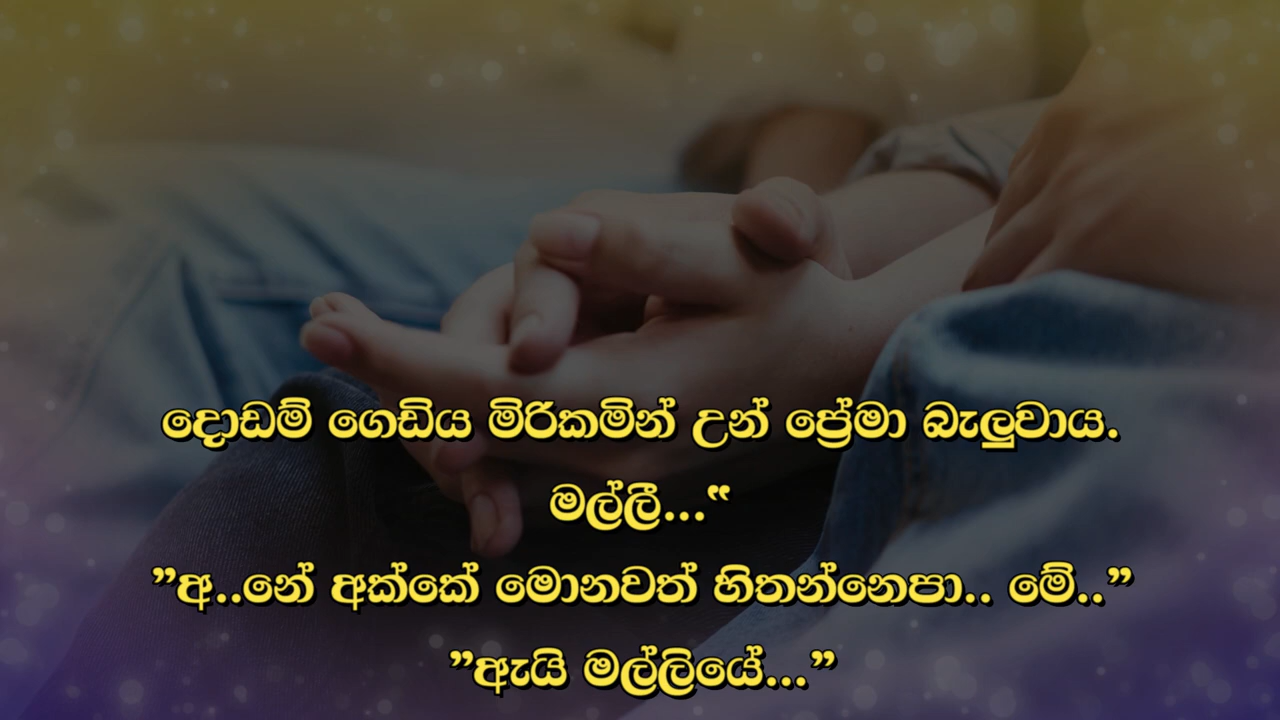 දොඩම් ගෙඩිය මිරිකමින් උන් ප්‍රේමා බැලුවාය.
මල්ලී...‟
”අ..නේ අක්කේ මොනවත් හිතන්නෙපා.. මේ..”
”ඇයි මල්ලියේ...”